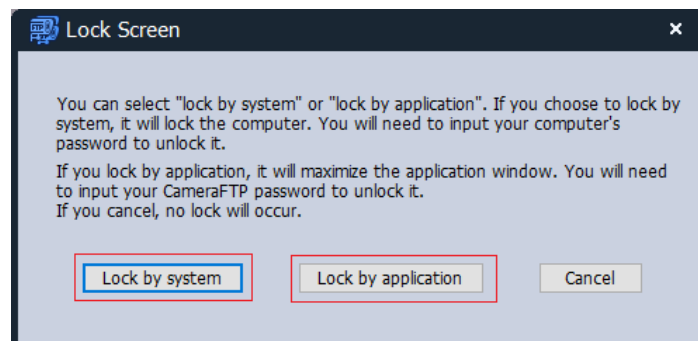 Lock Screen
You can select "lock by system" or "lock by application". If you choose to lock by
system, it will lock the computer. You will need to input your computer's
password to unlock it.
If you lock by application, it will maximize the application window. You will need
to input your CameraFTP password to unlock it.
If you cancel, no lock will occur.
Lock by system Lock by application Cancel